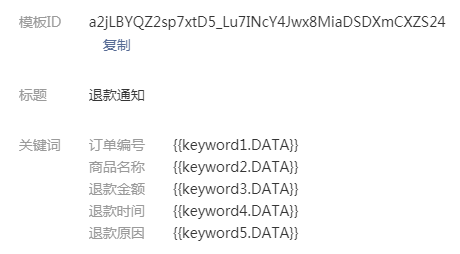 模板ID a2jLBYQZ2sp7xtD5_Lu7INcY4Jwx8MiaDSDXmCXZS24
复制
标题 退款通知
关键词 订单编号 {{keyword1.DATA}}
商品名称 {{keyword2.DATA}}
退款金额 {{keyword3.DATA}}
退款时间 {{keyword4.DATA}}
退款原因 {{keyword5.DATA}}